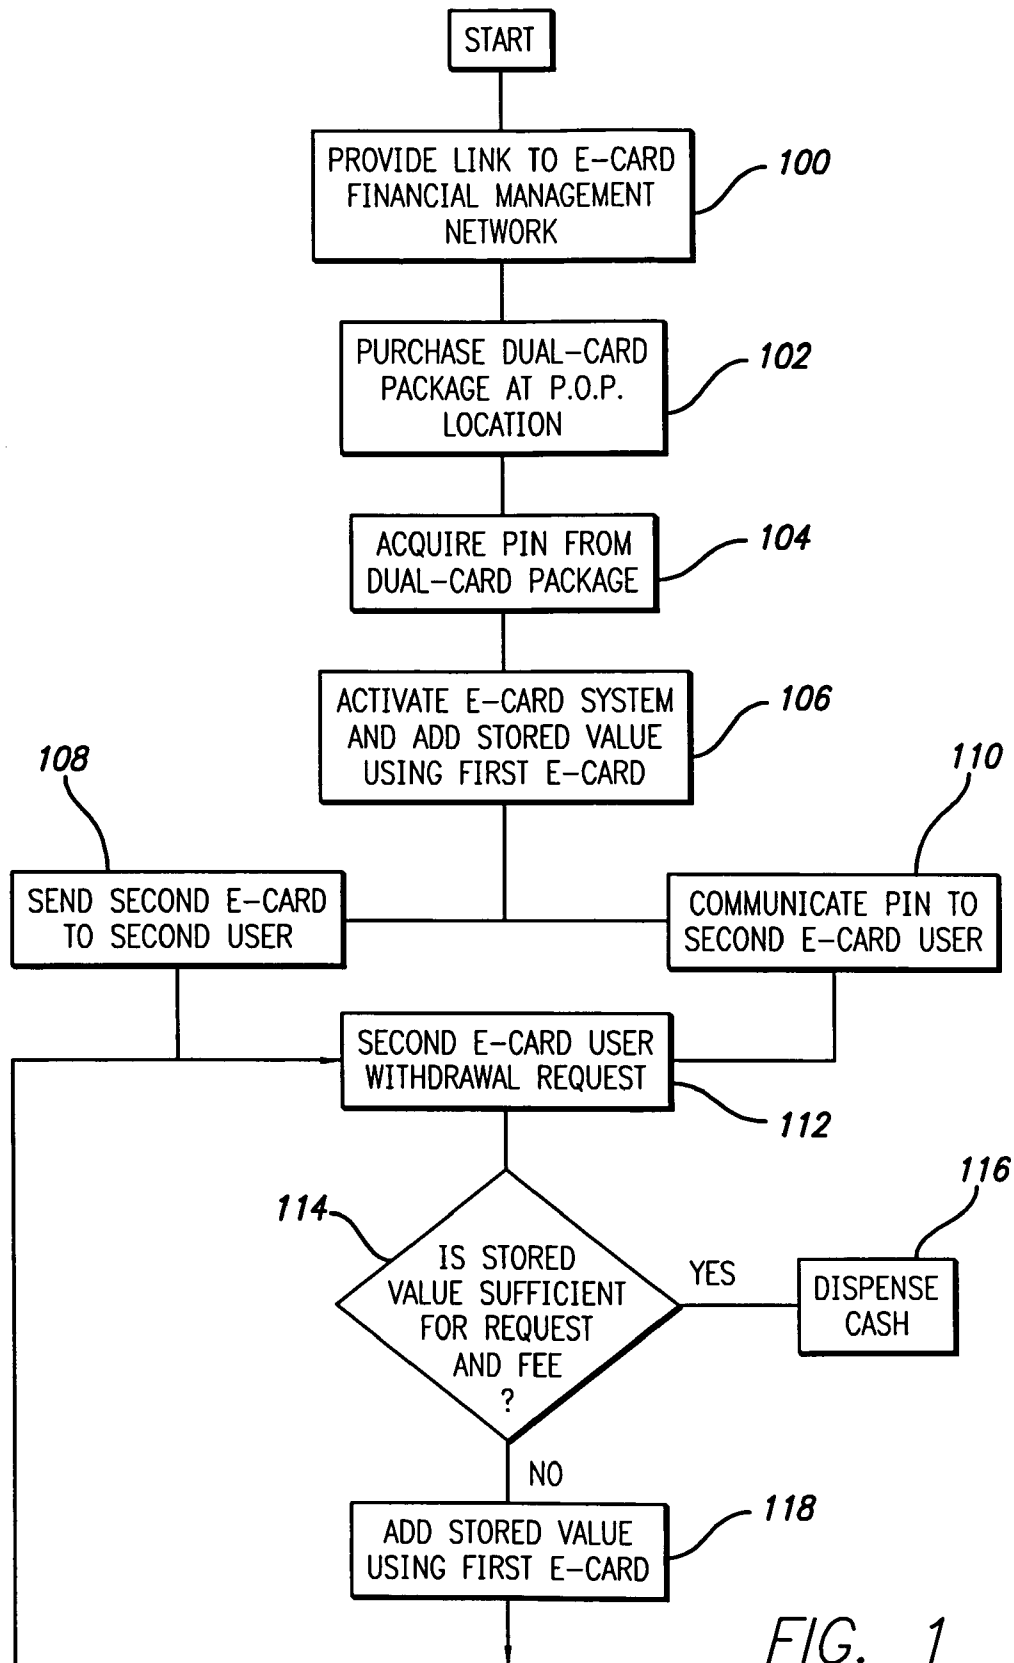 START
PROVIDE LINK TO E-CARD
FINANCIAL MANAGEMENT
NETWORK
100
PURCHASE DUAL-CARD
PACKAGE AT P.O.P.
LOCATION
102
ACQUIRE PIN FROM
DUAL-CARD PACKAGE
104
ACTIVATE E-CARD SYSTEM
AND ADD STORED VALUE
USING FIRST E-CARD
106
108
SEND SECOND E-CARD
TO SECOND USER
110
COMMUNICATE PIN TO
SECOND E-CARD USER
SECOND E-CARD USER
WITHDRAWAL REQUEST
112
114
IS STORED
VALUE SUFFICIENT
FOR REQUEST
AND FEE
?
YES
116
DISPENSE
CASH
NO
ADD STORED VALUE
USING FIRST E-CARD
118
FIG. 1